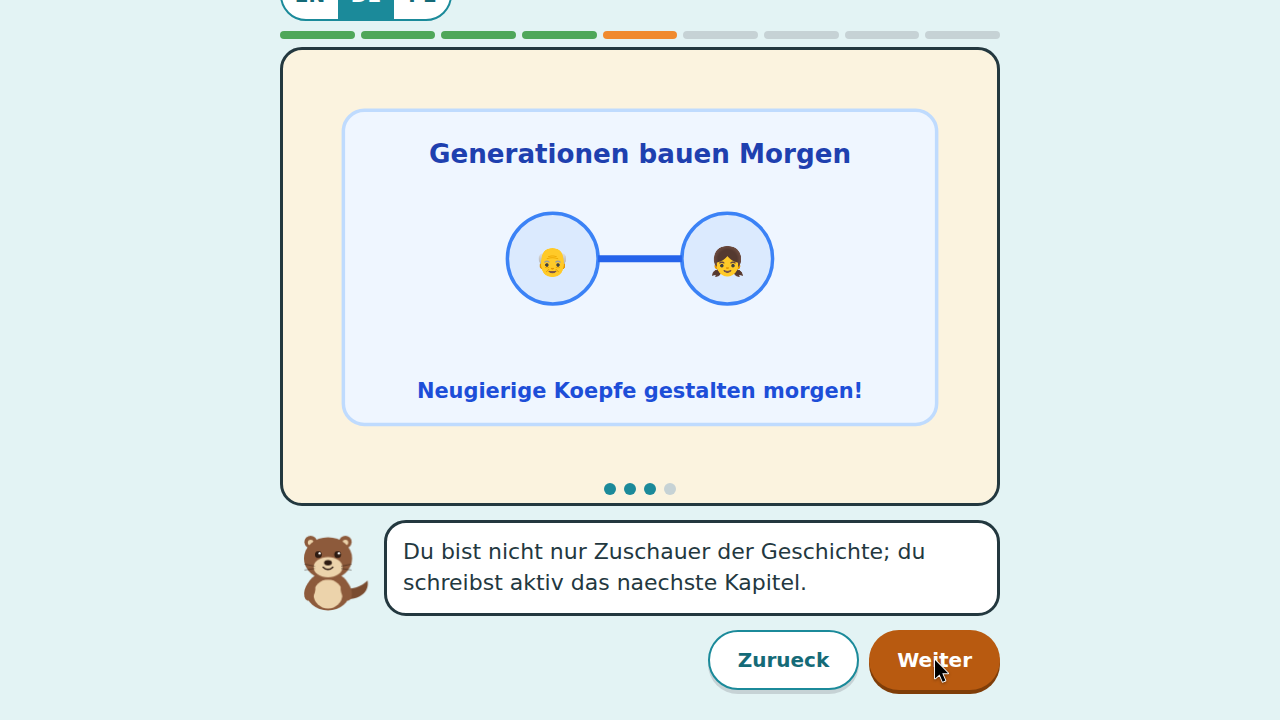 Generationen bauen Morgen
Neugierige Koepfe gestalten morgen!
Du bist nicht nur Zuschauer der Geschichte; du
schreibst aktiv das naechste Kapitel.
Zurueck
Weiter